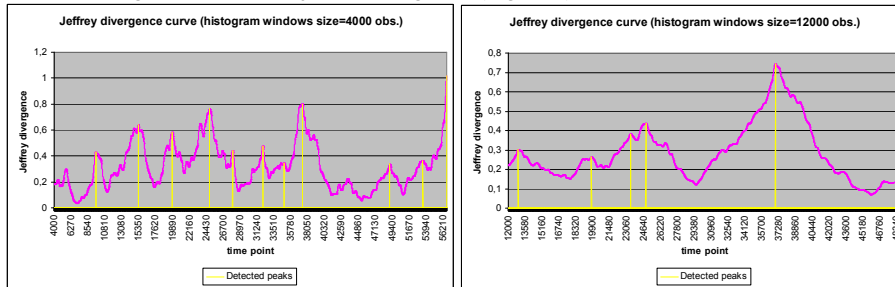 Jeffrey divergence curve (histogram windows size=4000 obs.)
Jeffrey divergence
1,2
1
0,8
0,6
0,4
0,2
0
4000 6270 8540 10810 13080 15350 17620 19890 22160 24430 26700 28970 31240 33510 35780 38050 40320 42590 44860 47130 49400 51670 53940 56210
time point
Detected peaks
Jeffrey divergence curve (histogram windows size=12000 obs.)
Jeffrey divergence
0,8
0,7
0,6
0,5
0,4
0,3
0,2
0,1
0
12000 13580 15160 16740 18320 19900 21480 23060 24640 26220 27800 29380 30960 32540 34120 35700 37280 38860 40440 42020 43600 45180 46760 48340
time point
Detected peaks